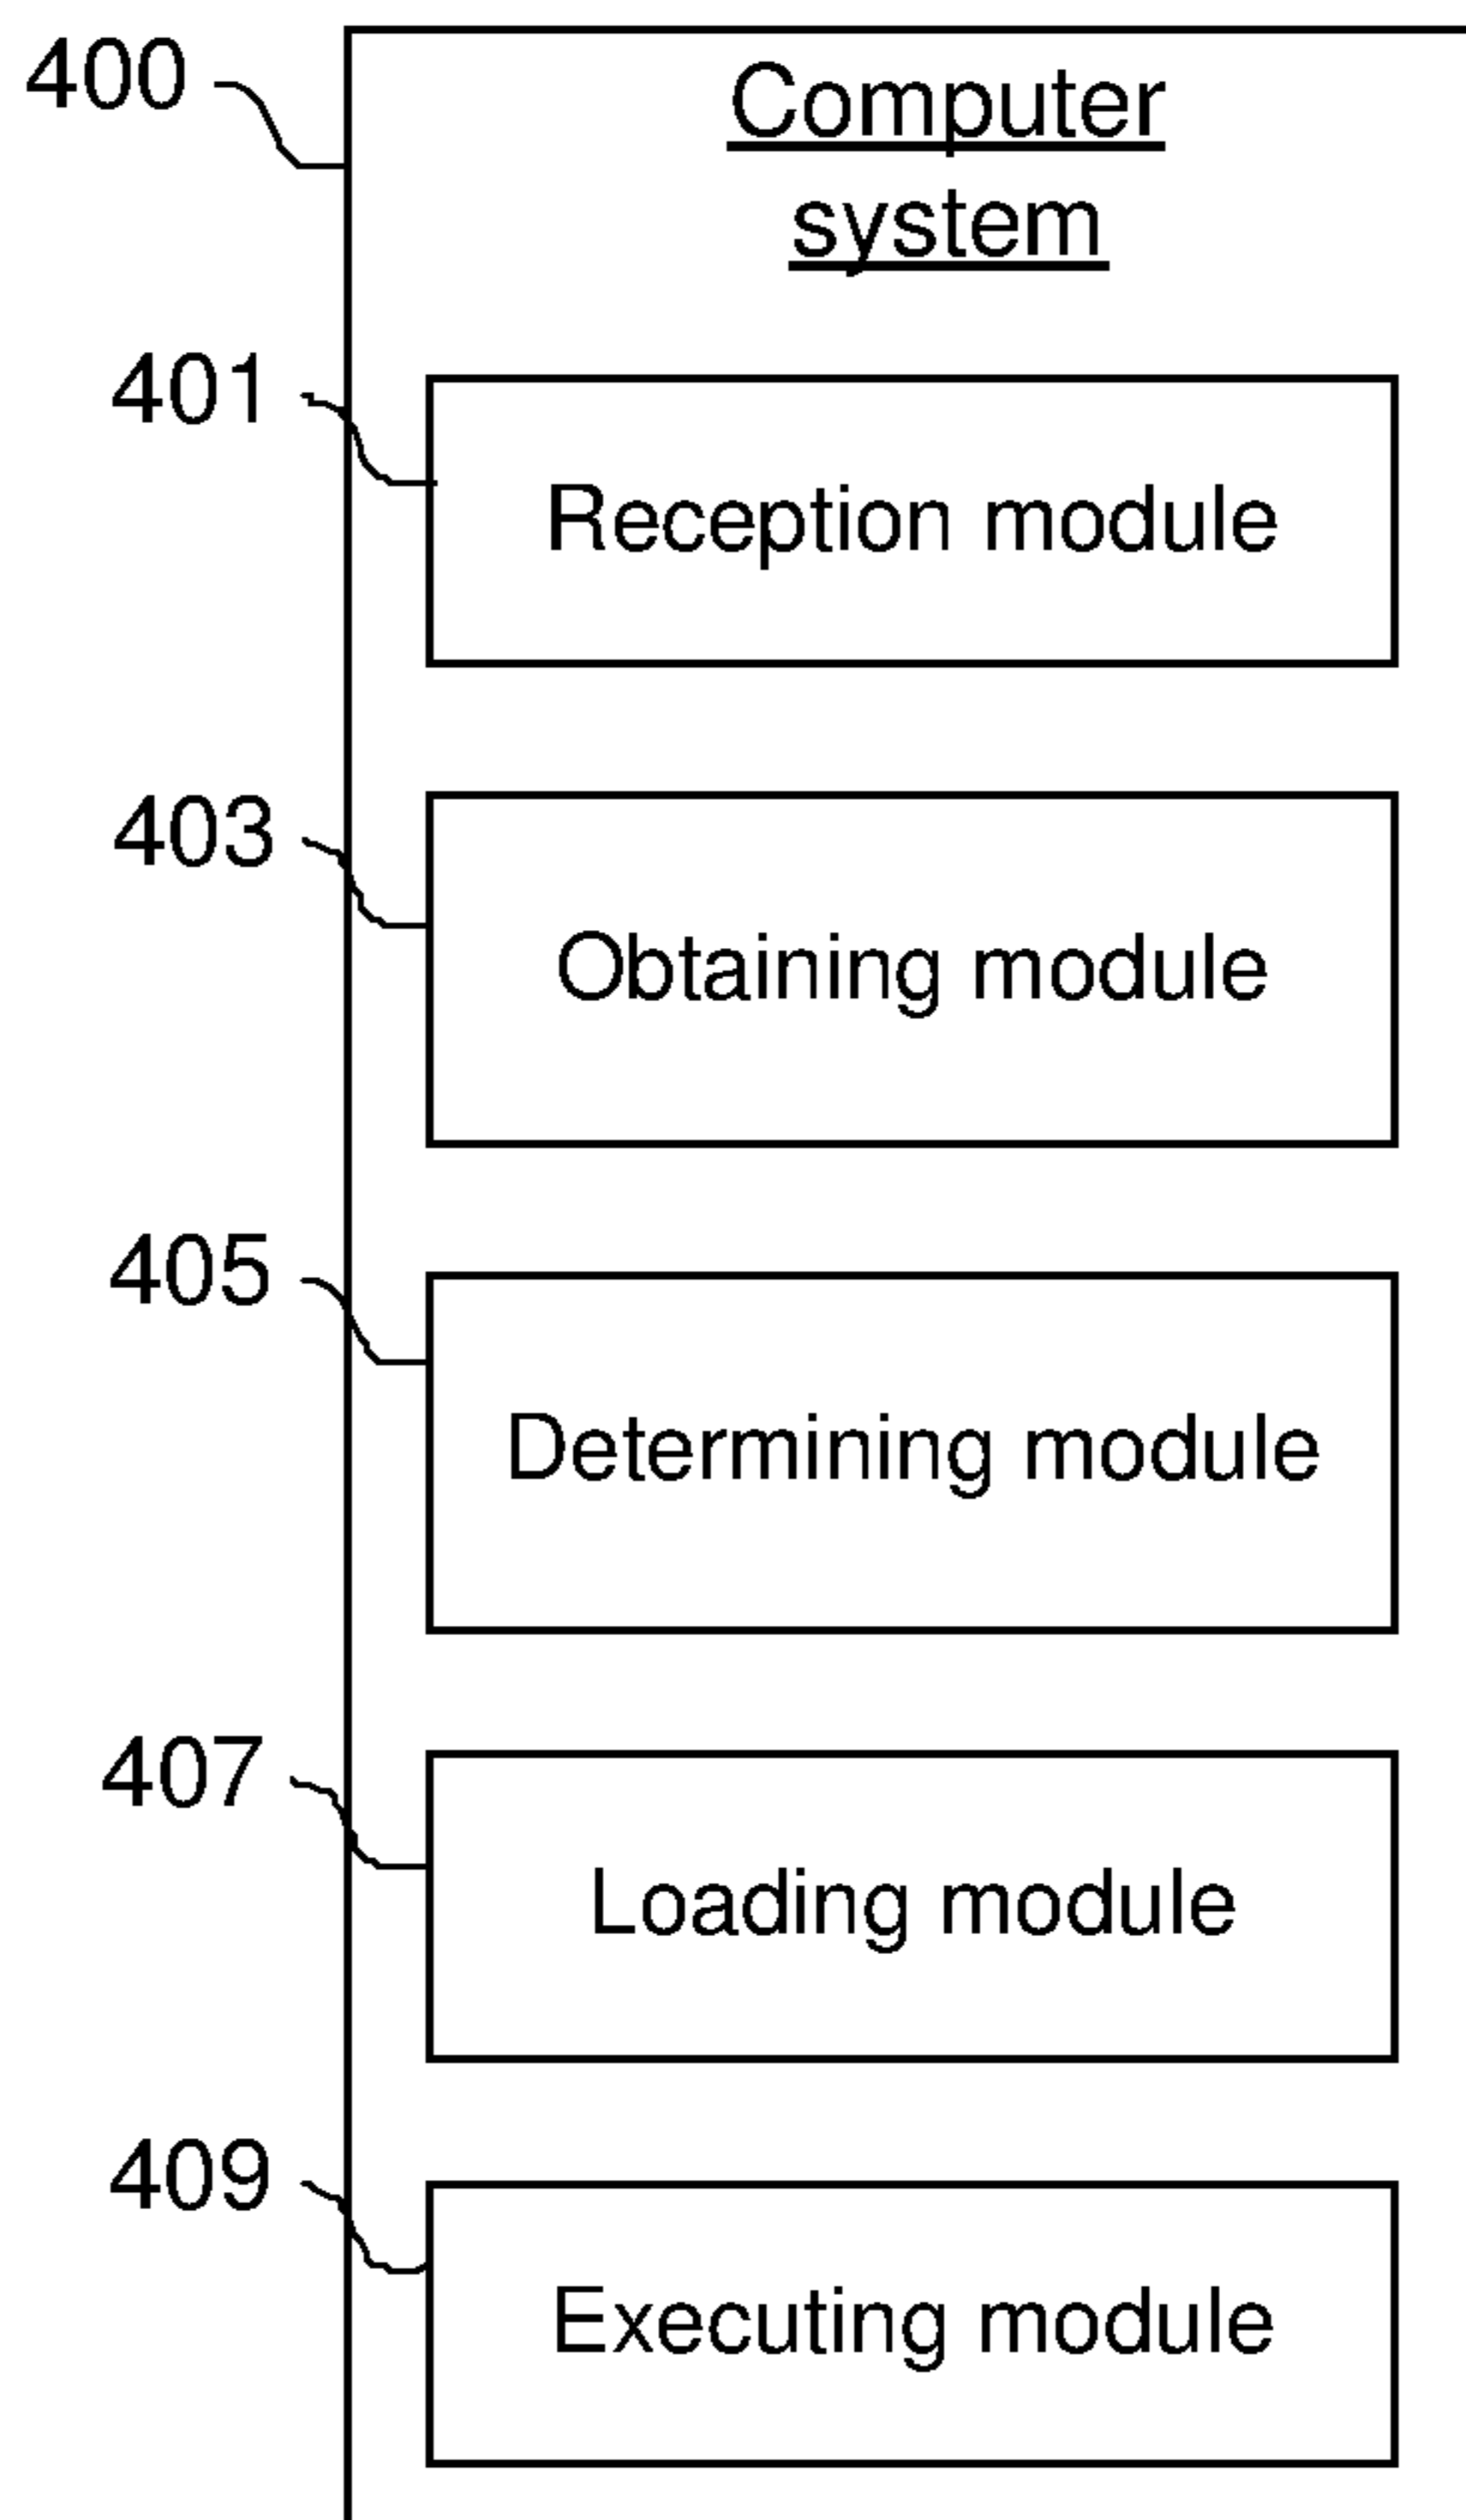 400
Computer
system
401
Reception module
403
Obtaining module
405
Determining module
407
Loading module
409
Executing module